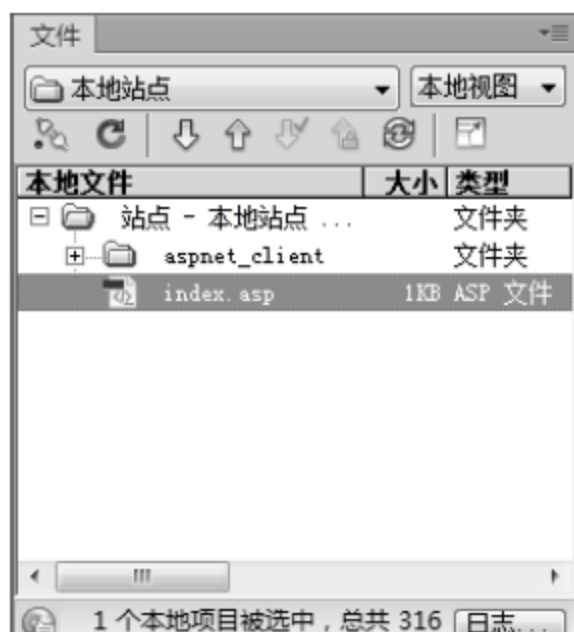 文件
本地站点 本地视图
本地文件 大小 类型
站点 - 本地站点 ... 文件夹
aspnet_client 文件夹
index.asp 1KB ASP 文件
1 个本地项目被选中，总共 316 日志...